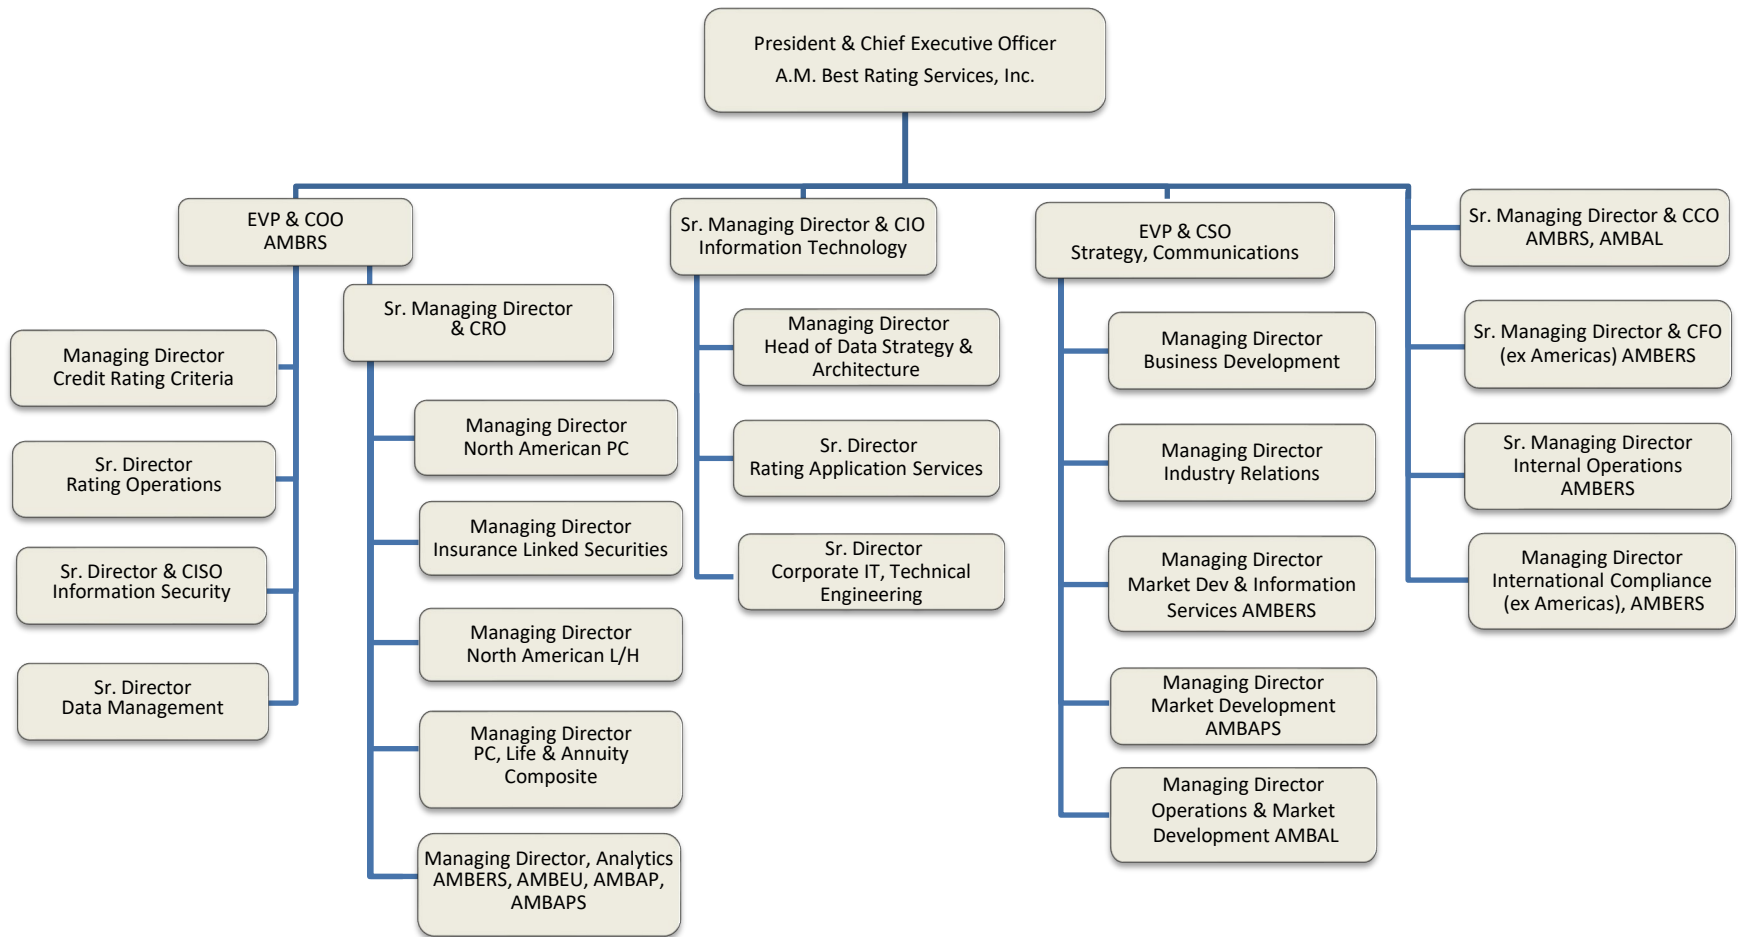 President & Chief Executive Officer
A.M. Best Rating Services, Inc.
EVP & COO
AMBRS
Managing Director
Credit Rating Criteria
Sr. Director
Rating Operations
Sr. Director & CISO
Information Security
Sr. Director
Data Management
Sr. Managing Director
& CRO
Managing Director
North American PC
Managing Director
Insurance Linked Securities
Managing Director
North American L/H
Managing Director
PC, Life & Annuity
Composite
Managing Director, Analytics
AMBERS, AMBEU, AMBAP,
AMBAPS
Sr. Managing Director & CIO
Information Technology
Managing Director
Head of Data Strategy &
Architecture
Sr. Director
Rating Application Services
Sr. Director
Corporate IT, Technical
Engineering
EVP & CSO
Strategy, Communications
Managing Director
Business Development
Managing Director
Industry Relations
Managing Director
Market Dev & Information
Services AMBERS
Managing Director
Market Development
AMBAPS
Managing Director
Operations & Market
Development AMBAL
Sr. Managing Director & CCO
AMBRS, AMBAL
Sr. Managing Director & CFO
(ex Americas) AMBERS
Sr. Managing Director
Internal Operations
AMBERS
Managing Director
International Compliance
(ex Americas), AMBERS